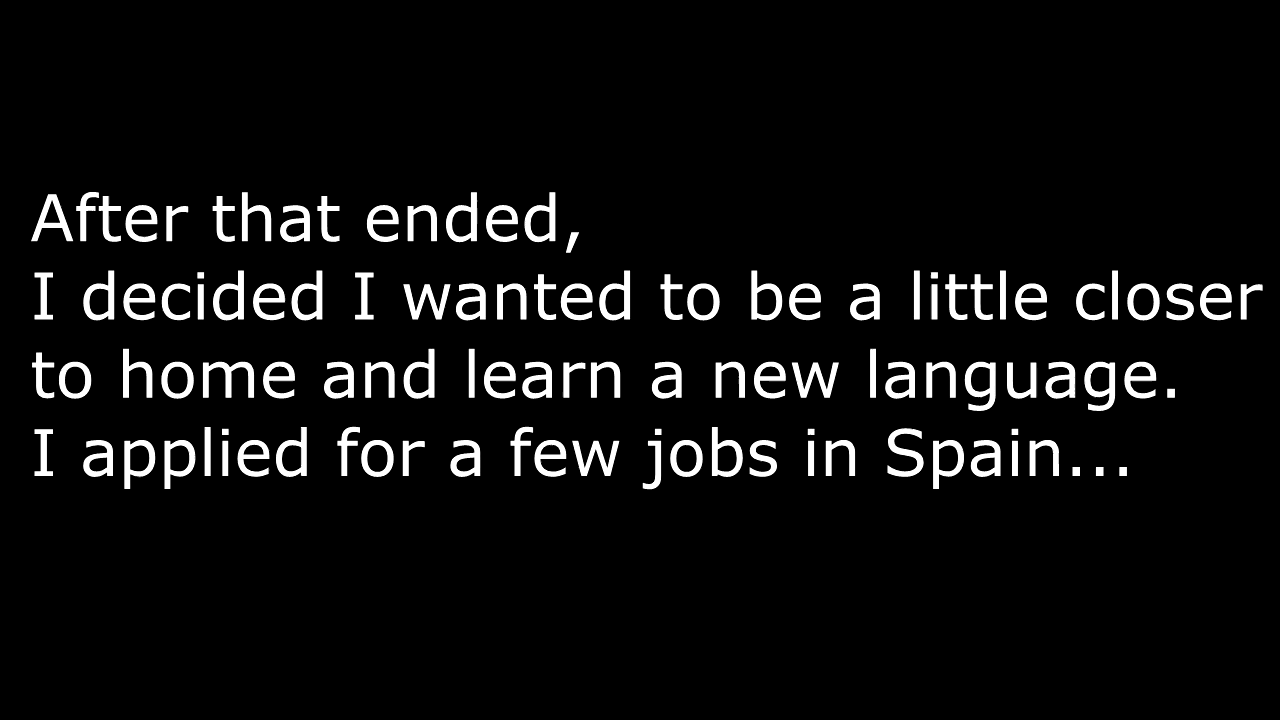 After that ended,
I decided I wanted to be a little closer
to home and learn a new language.
I applied for a few jobs in Spain...